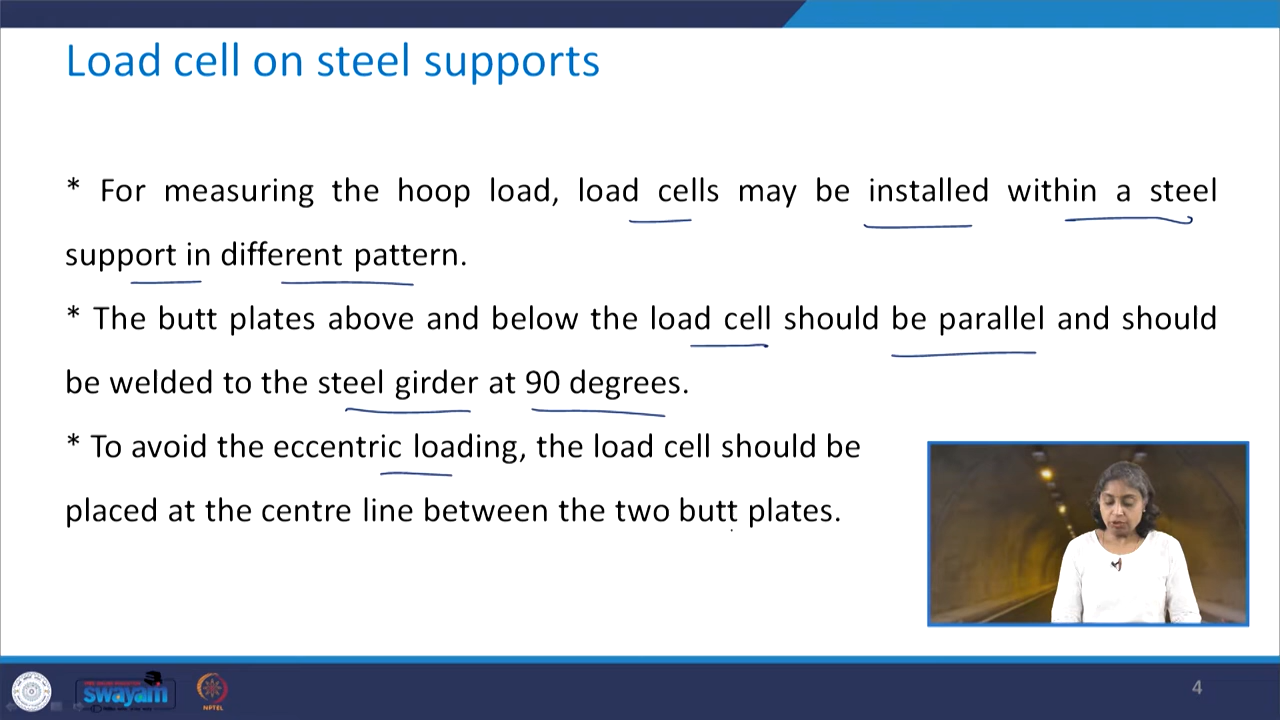 Load cell on steel supports
* For measuring the hoop load, load cells may be installed within a steel
support in different pattern.
* The butt plates above and below the load cell should be parallel and should
be welded to the steel girder at 90 degrees.
* To avoid the eccentric loading, the load cell should be
placed at the centre line between the two butt plates.
swayam
NPTEL
4